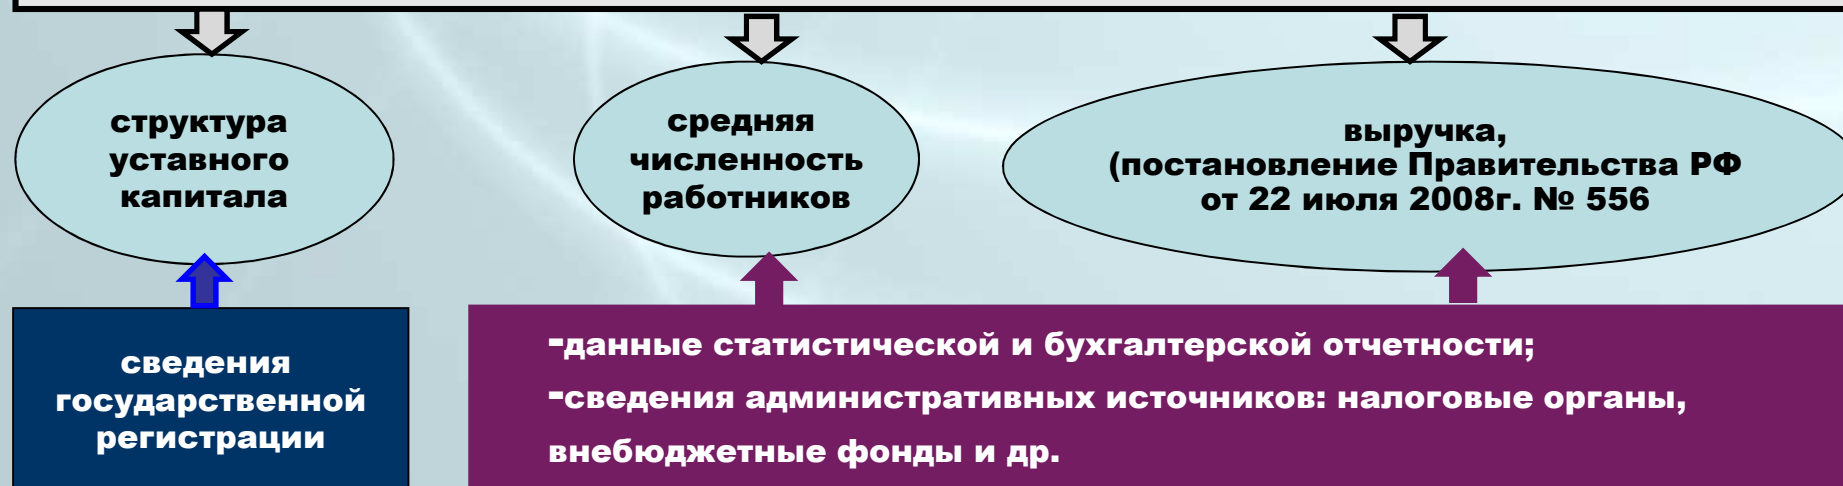 структура
уставного
капитала
средняя
численность
работников
выручка,
(постановление Правительства РФ
от 22 июля 2008г. № 556
сведения
государственной
регистрации
-данные статистической и бухгалтерской отчетности;
-сведения административных источников: налоговые органы,
внебюджетные фонды и др.